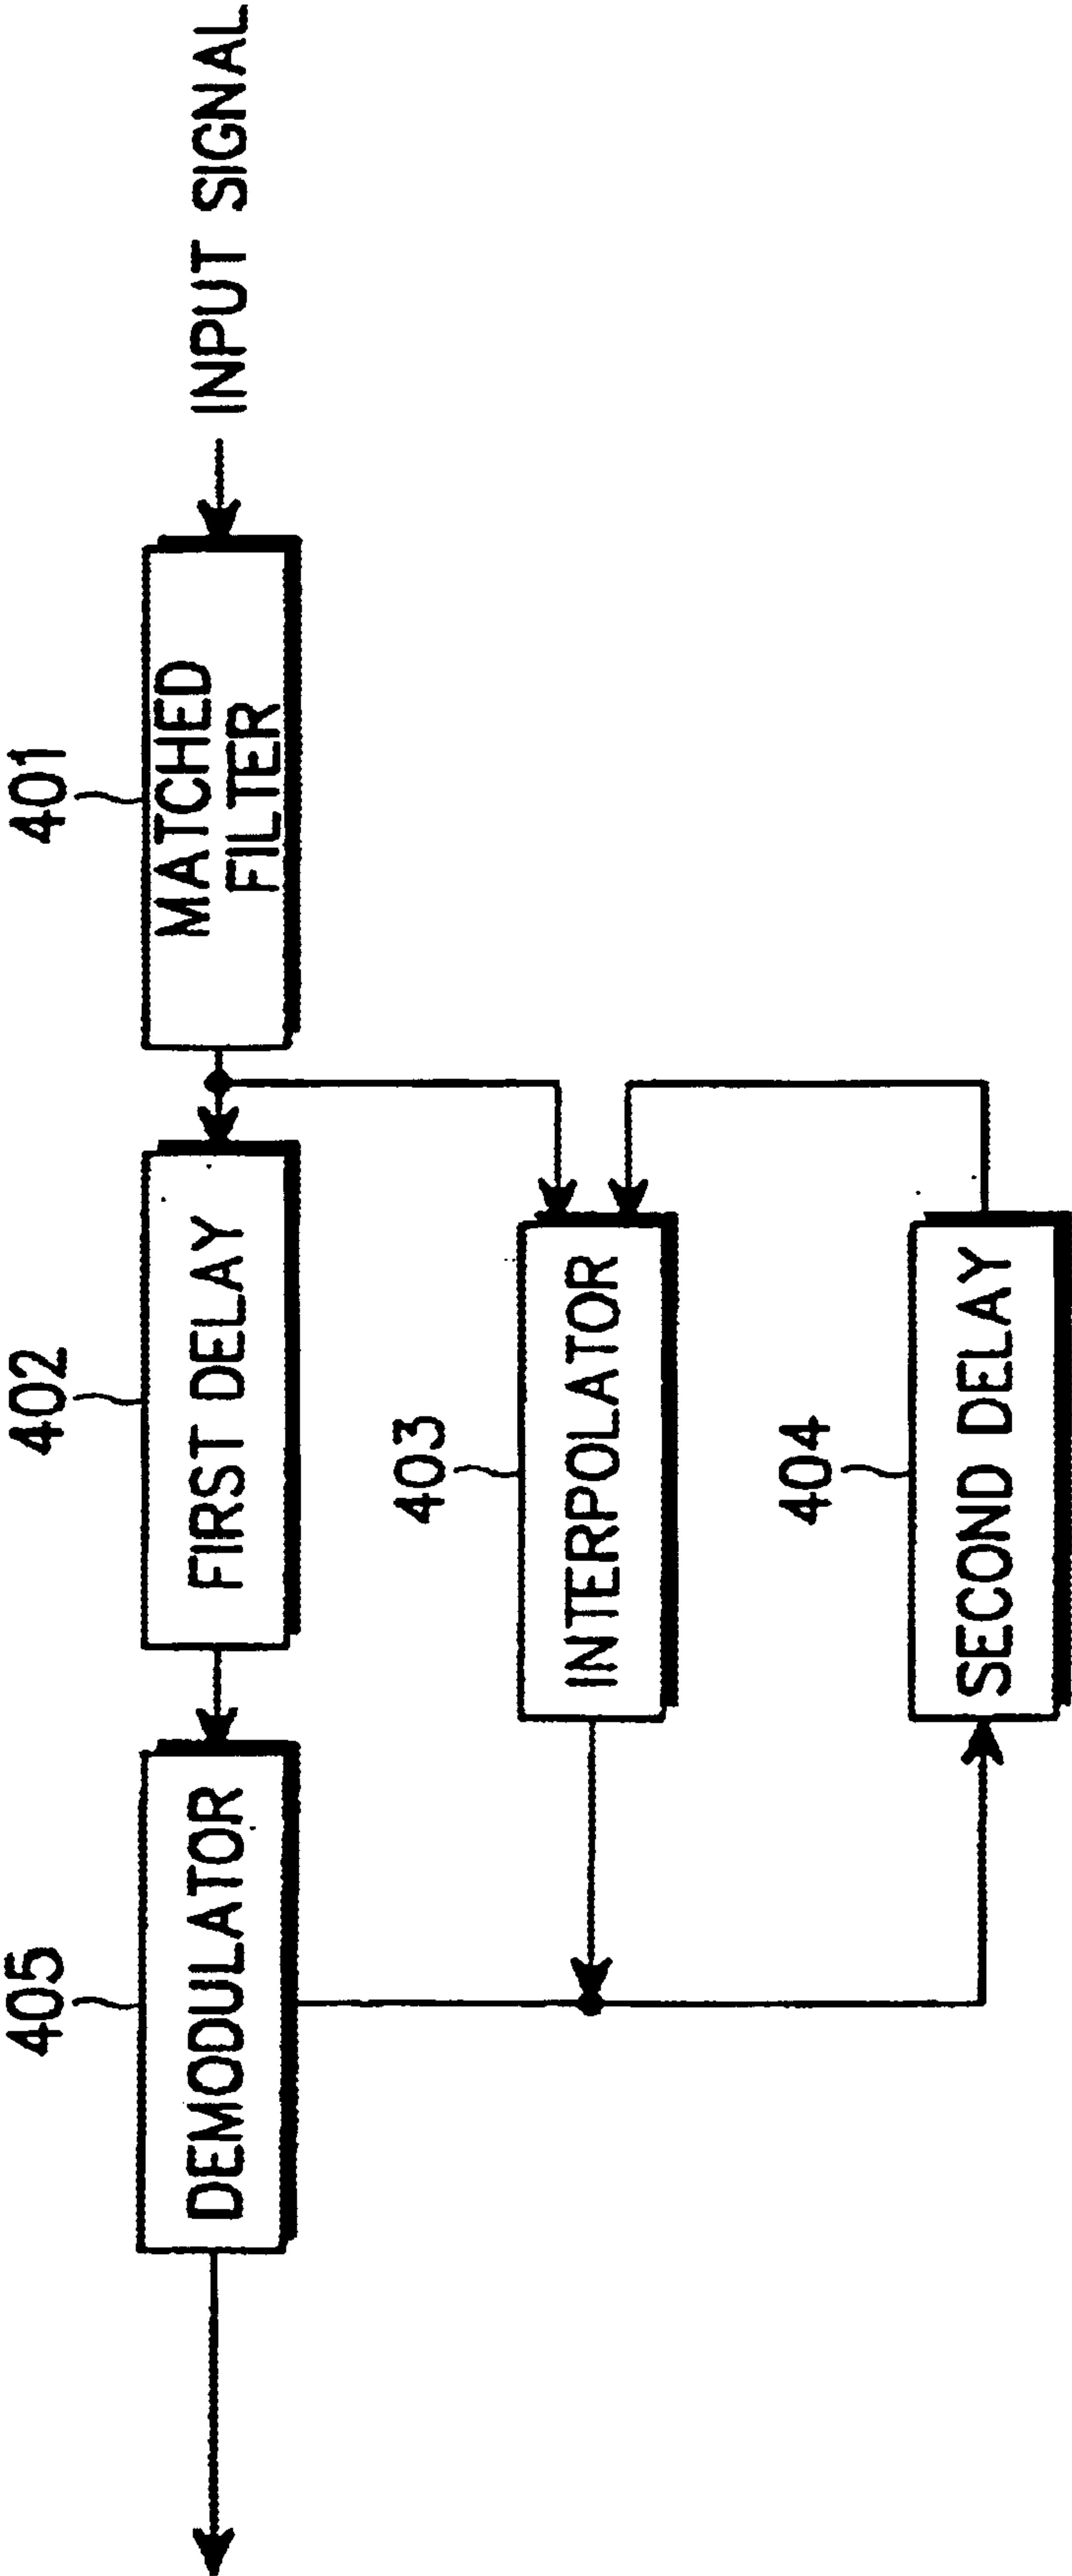 405
DEMODULATOR
402
FIRST DELAY
401
MATCHED
FILTER
INPUT SIGNAL
403
INTERPOLATOR
404
SECOND DELAY